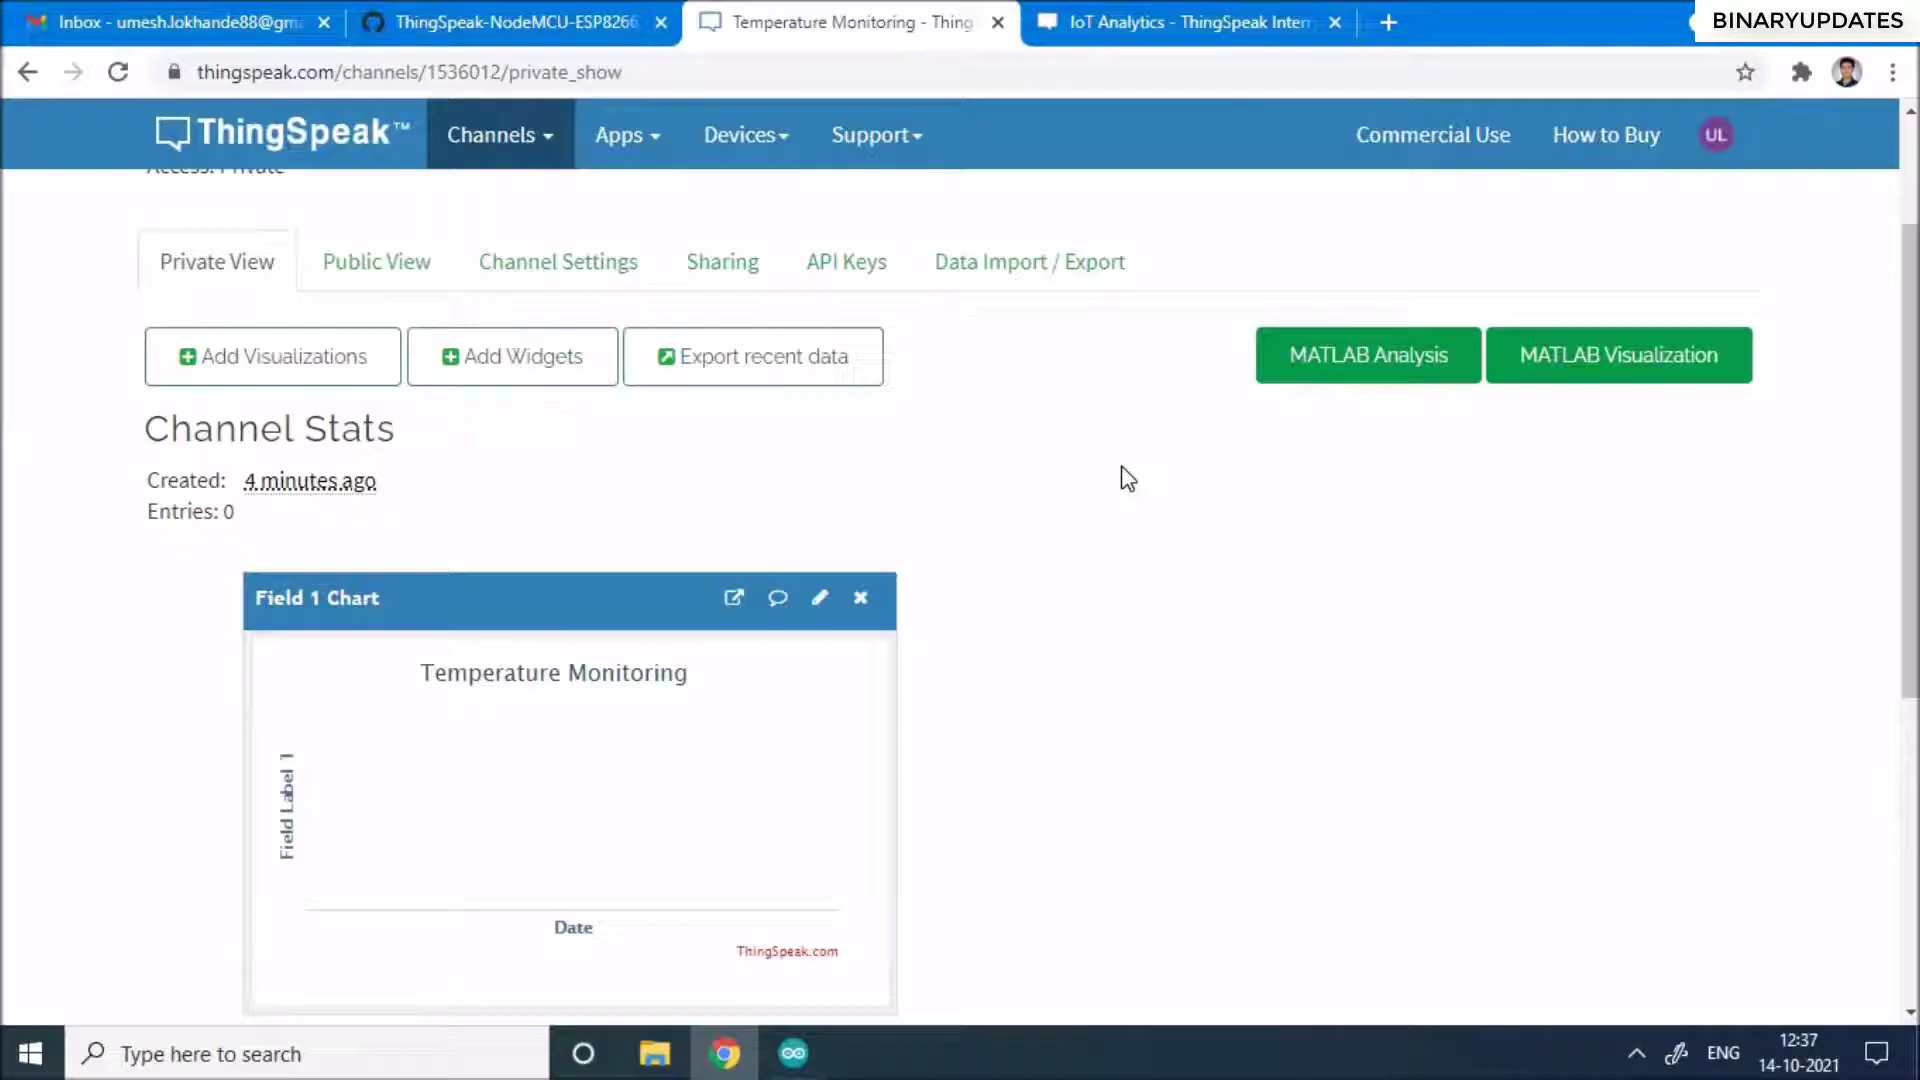 Inbox - umesh.lokhande88@gm
ThingSpeak-NodeMCU-ESP8266
Temperature Monitoring - Thing
IoT Analytics - ThingSpeak Inter
BINARYUPDATES
thingspeak.com/channels/1536012/private_show
ThingSpeak™
Channels
Apps
Devices
Support
Commercial Use
How to Buy
UL
Access: Private
Private View
Public View
Channel Settings
Sharing
API Keys
Data Import / Export
Add Visualizations
Add Widgets
Export recent data
MATLAB Analysis
MATLAB Visualization
Channel Stats
Created: 4 minutes ago
Entries: 0
Field 1 Chart
Temperature Monitoring
Field Label 1
Date
ThingSpeak.com
Type here to search
ENG
12:37
14-10-2021